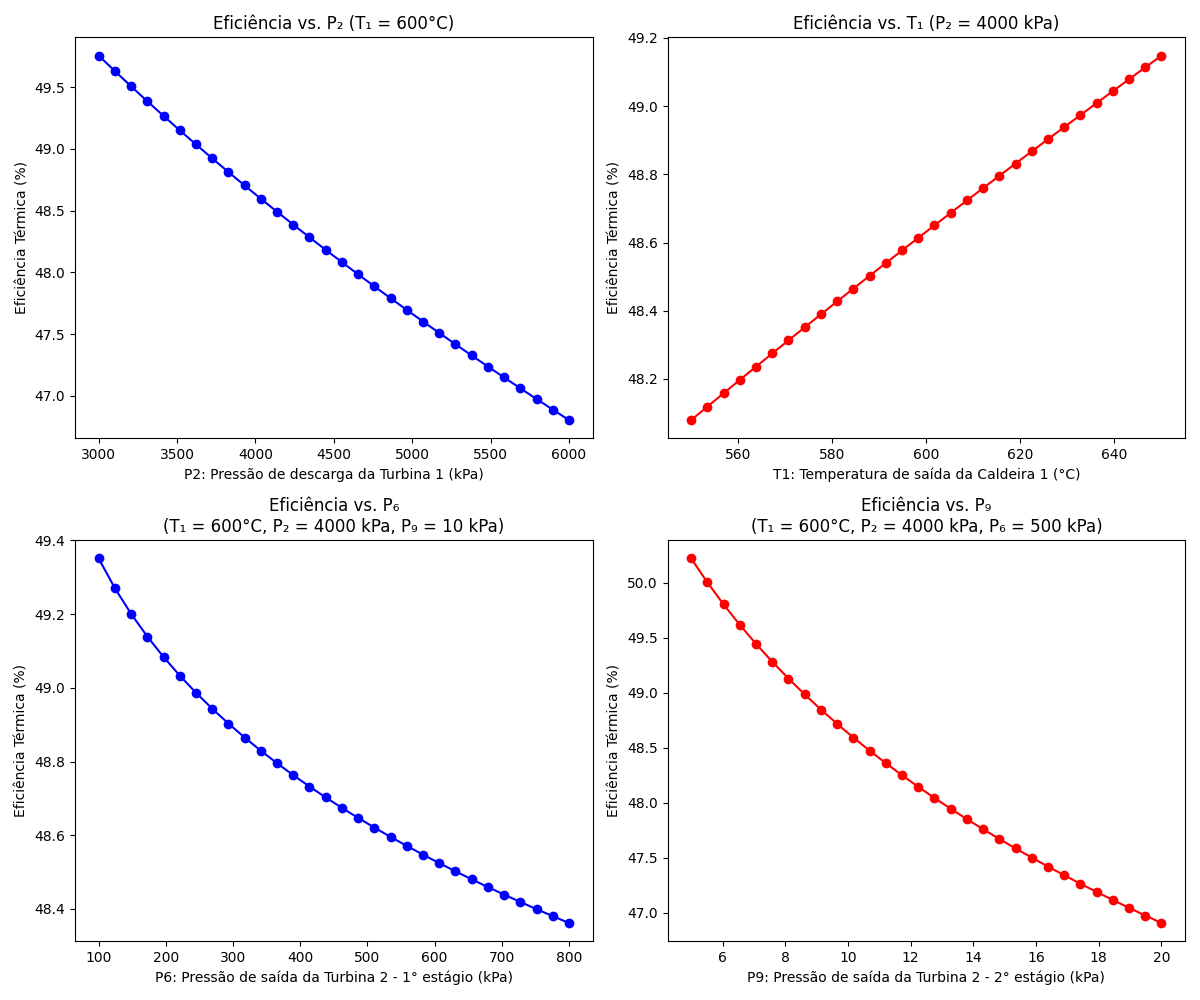 Eficiência vs. P₂ (T₁ = 600°C)
Eficiência Térmica (%)
49.5
49.0
48.5
48.0
47.5
47.0
3000 3500 4000 4500 5000 5500 6000
P2: Pressão de descarga da Turbina 1 (kPa)
Eficiência vs. T₁ (P₂ = 4000 kPa)
Eficiência Térmica (%)
49.2
49.0
48.8
48.6
48.4
48.2
560 580 600 620 640
T1: Temperatura de saída da Caldeira 1 (°C)
Eficiência vs. P₆
(T₁ = 600°C, P₂ = 4000 kPa, P₉ = 10 kPa)
Eficiência Térmica (%)
49.4
49.2
49.0
48.8
48.6
48.4
100 200 300 400 500 600 700 800
P6: Pressão de saída da Turbina 2 - 1° estágio (kPa)
Eficiência vs. P₉
(T₁ = 600°C, P₂ = 4000 kPa, P₆ = 500 kPa)
Eficiência Térmica (%)
50.0
49.5
49.0
48.5
48.0
47.5
47.0
6 8 10 12 14 16 18 20
P9: Pressão de saída da Turbina 2 - 2° estágio (kPa)